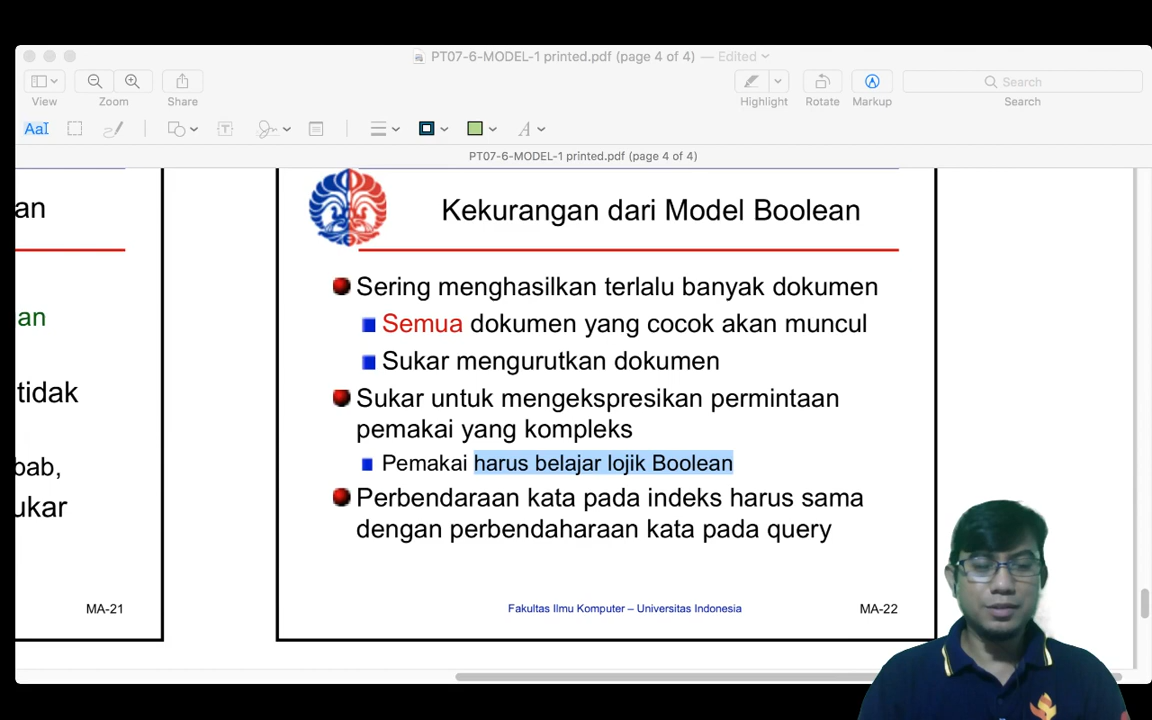 PT07-6-MODEL-1 printed.pdf (page 4 of 4) — Edited
View
Zoom
Share
Highlight
Rotate
Markup
Search
Search
AaI
T
A
PT07-6-MODEL-1 printed.pdf (page 4 of 4)
an
an
tidak
bab,
ukar
MA-21
Kekurangan dari Model Boolean
Sering menghasilkan terlalu banyak dokumen
Semua dokumen yang cocok akan muncul
Sukar mengurutkan dokumen
Sukar untuk mengekspresikan permintaan
pemakai yang kompleks
Pemakai harus belajar lojik Boolean
Perbendaraan kata pada indeks harus sama
dengan perbendaharaan kata pada query
Fakultas Ilmu Komputer – Universitas Indonesia
MA-22